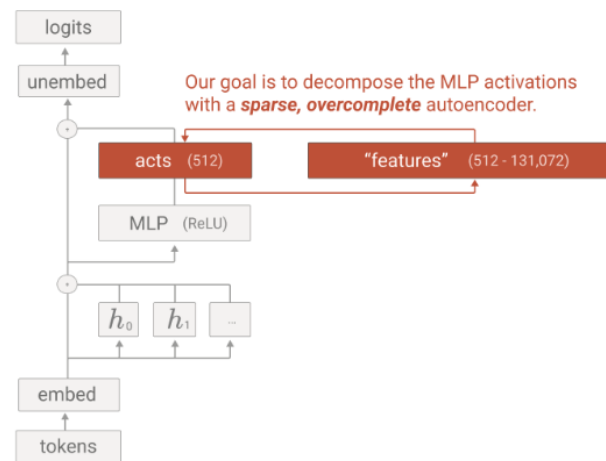 logits
unembed
Our goal is to decompose the MLP activations
with a sparse, overcomplete autoencoder.
acts (512)
“features” (512 - 131,072)
MLP (ReLU)
h₀
h₁
...
embed
tokens